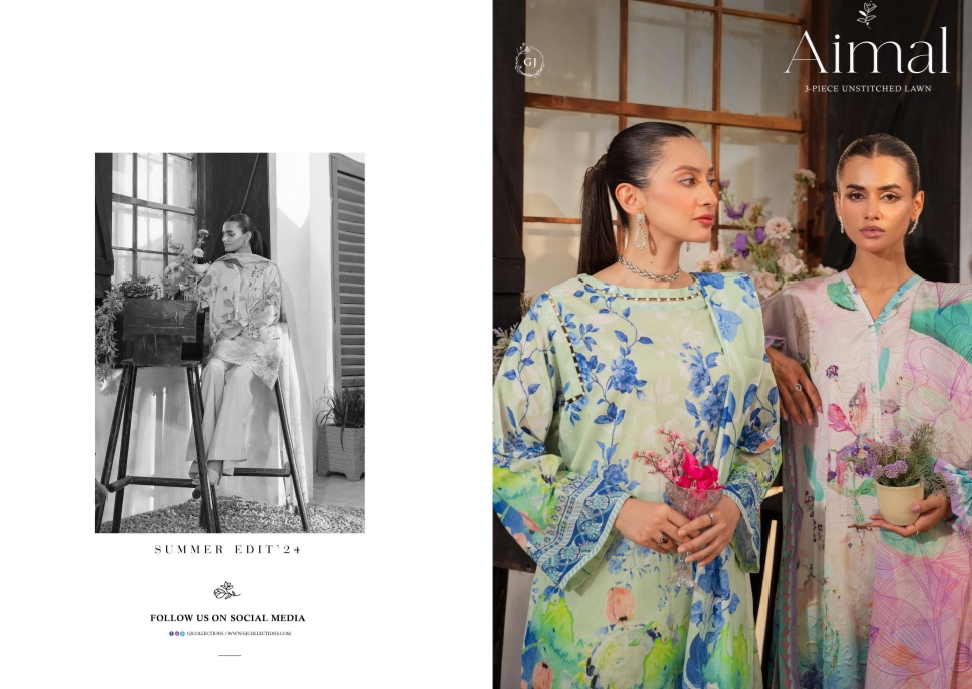 SUMMER EDIT'24
FOLLOW US ON SOCIAL MEDIA
GJCOLLECTIONS / WWW.GJCOLLECTIONS.COM
GJ
Aimal
3-PIECE UNSTITCHED LAWN